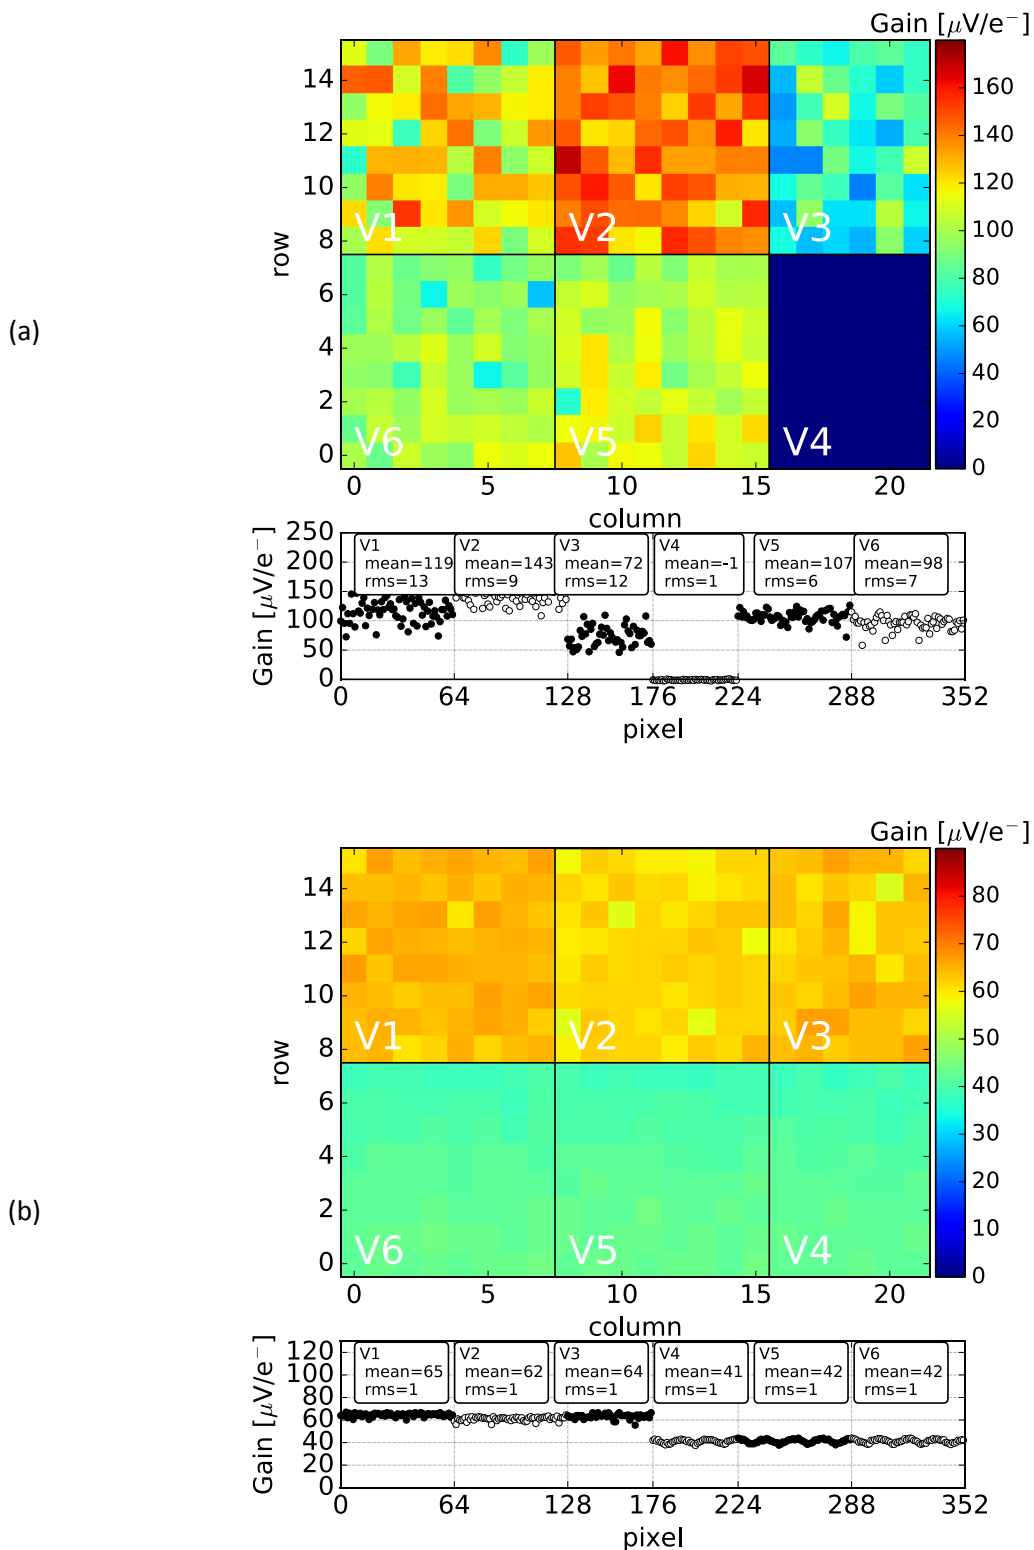 Gain [μV/e⁻]
14
12
10
8
6
4
2
0
row
V1
V2
V3
V6
V5
V4
160
140
120
100
80
60
40
20
0
(a)
0
5
10
15
20
column
250
200
150
100
50
0
Gain [μV/e⁻]
V1
mean=119
rms=13
V2
mean=143
rms=9
V3
mean=72
rms=12
V4
mean=-1
rms=1
V5
mean=107
rms=6
V6
mean=98
rms=7
0
64
128
176
224
288
352
pixel
Gain [μV/e⁻]
14
12
10
8
6
4
2
0
row
V1
V2
V3
V6
V5
V4
80
70
60
50
40
30
20
10
0
(b)
0
5
10
15
20
column
120
100
80
60
40
20
0
Gain [μV/e⁻]
V1
mean=65
rms=1
V2
mean=62
rms=1
V3
mean=64
rms=1
V4
mean=41
rms=1
V5
mean=42
rms=1
V6
mean=42
rms=1
0
64
128
176
224
288
352
pixel